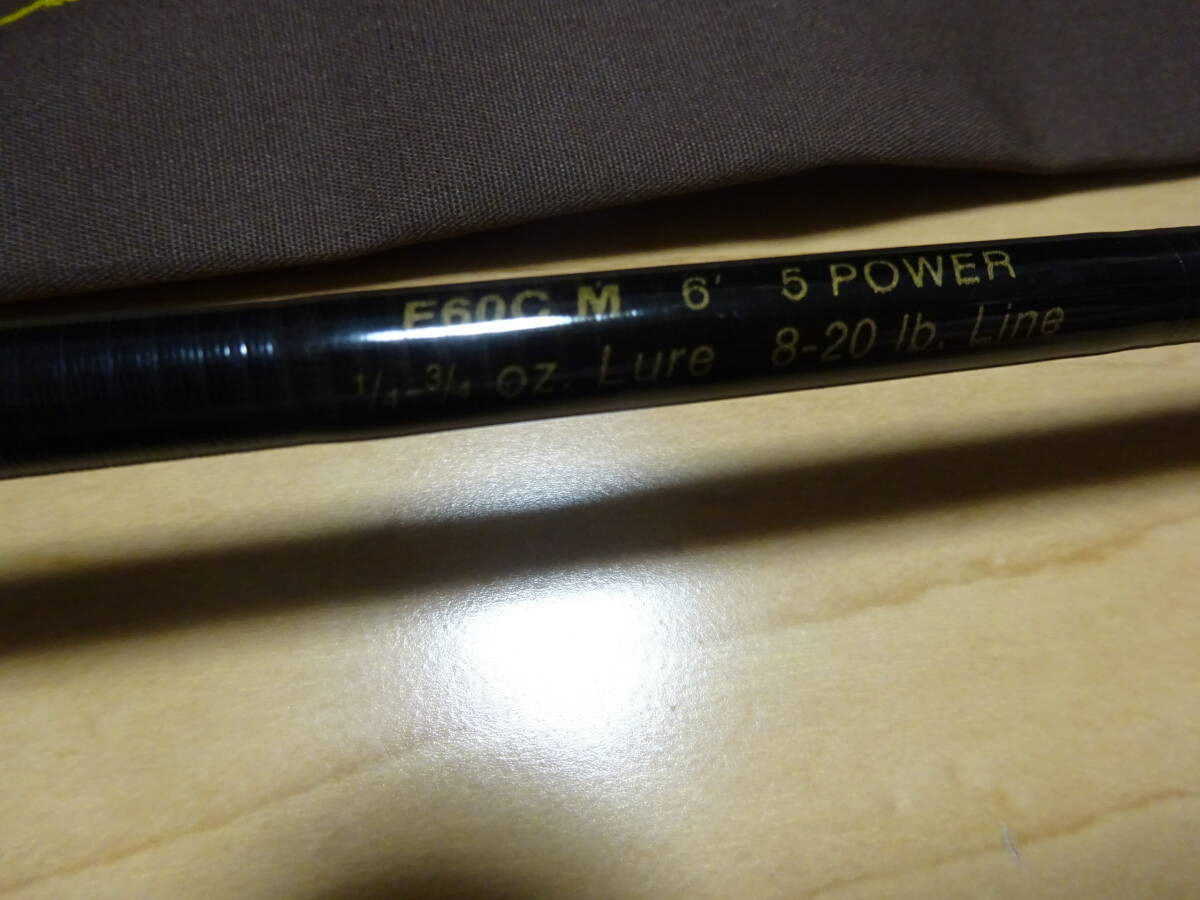 F60C M 6' 5 POWER
1/4-3/4 oz. Lure 8-20 lb. Line